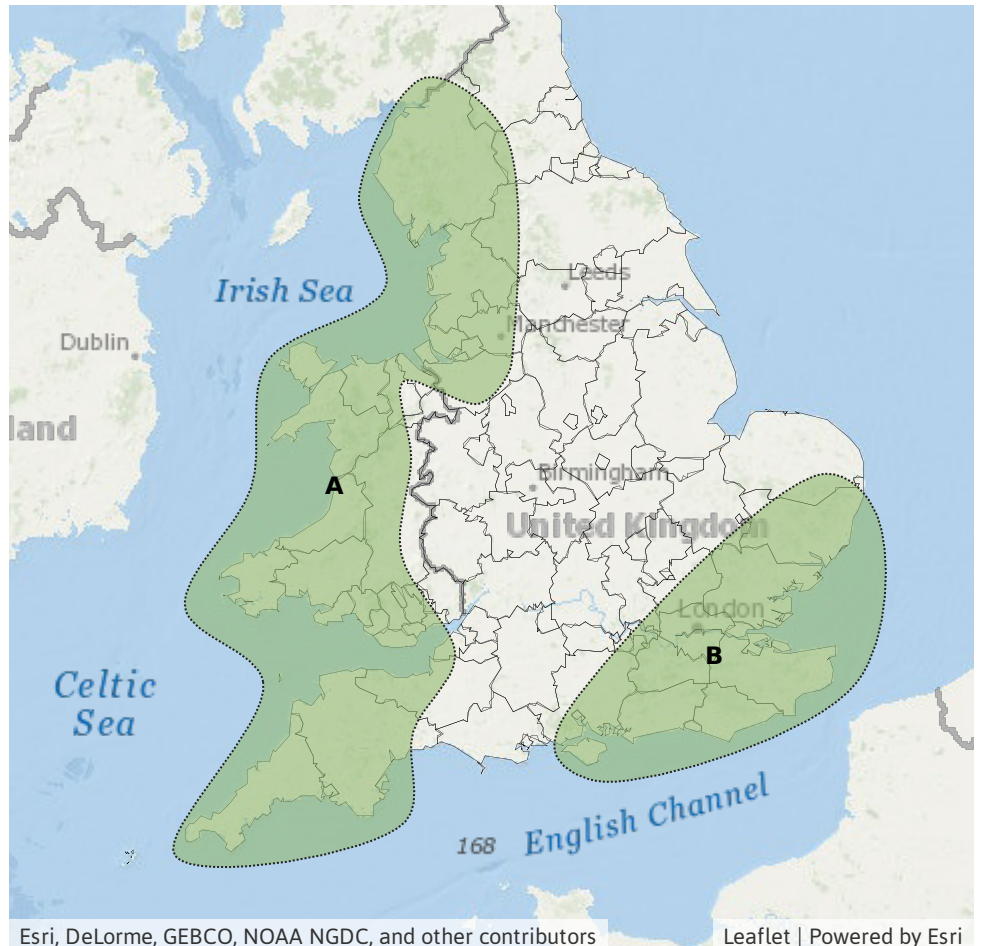 Leeds
Irish Sea
Manchester
Dublin
land
A
Birmingham
United Kingdom
London
B
Celtic
Sea
English Channel
168
Esri, DeLorme, GEBCO, NOAA NGDC, and other contributors
Leaflet | Powered by Esri